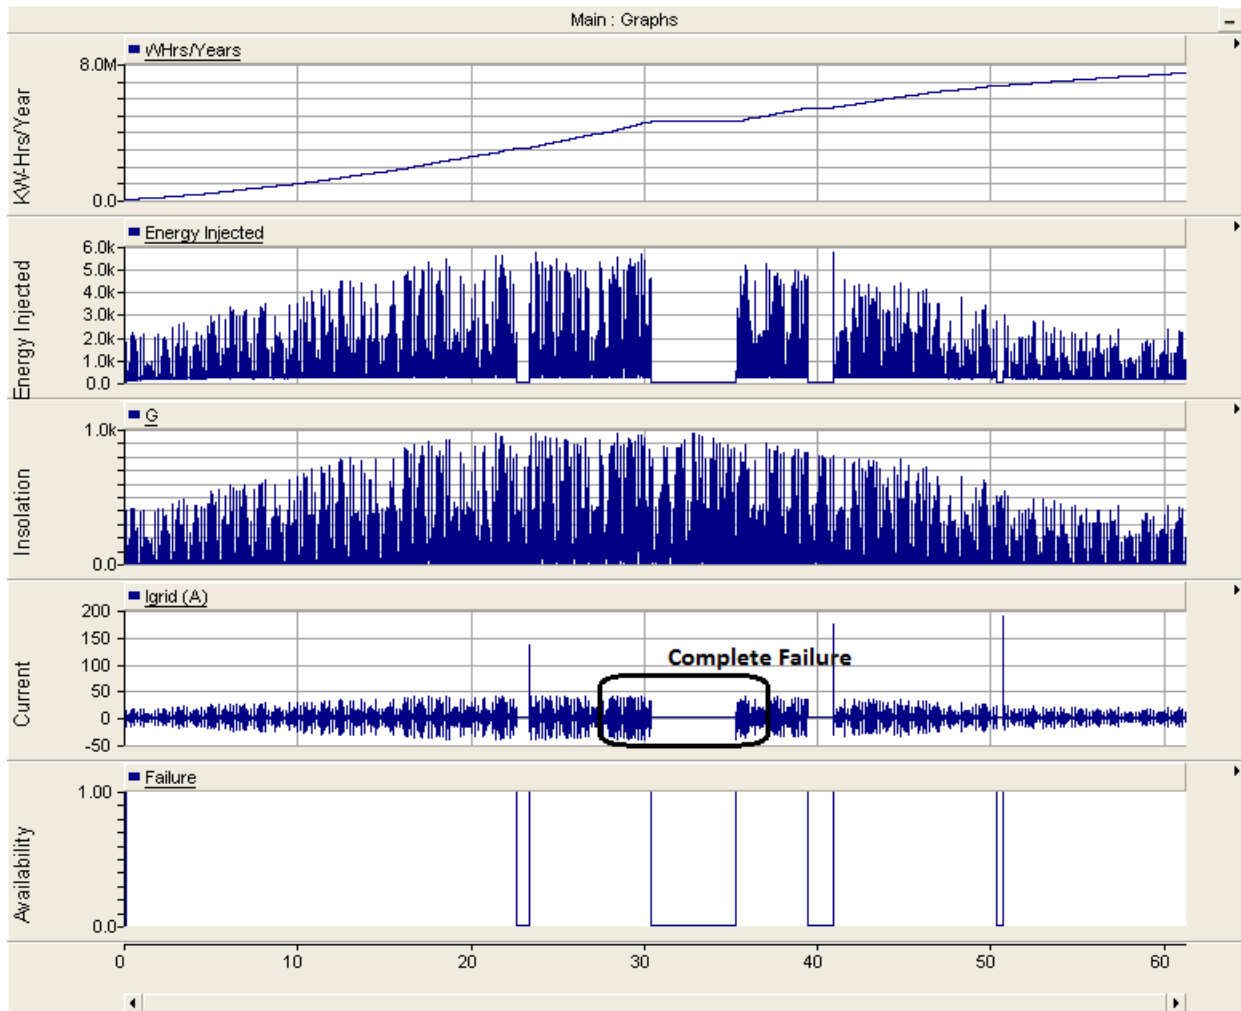 Main : Graphs
WHrs/Years
KW-Hrs/Year
8.0M
0.0
Energy Injected
Energy Injected
6.0k
5.0k
4.0k
3.0k
2.0k
1.0k
0.0
G
Insolation
1.0k
0.0
Igrid (A)
Current
200
150
100
50
0
-50
Complete Failure
Failure
Availability
1.00
0.0
0 10 20 30 40 50 60